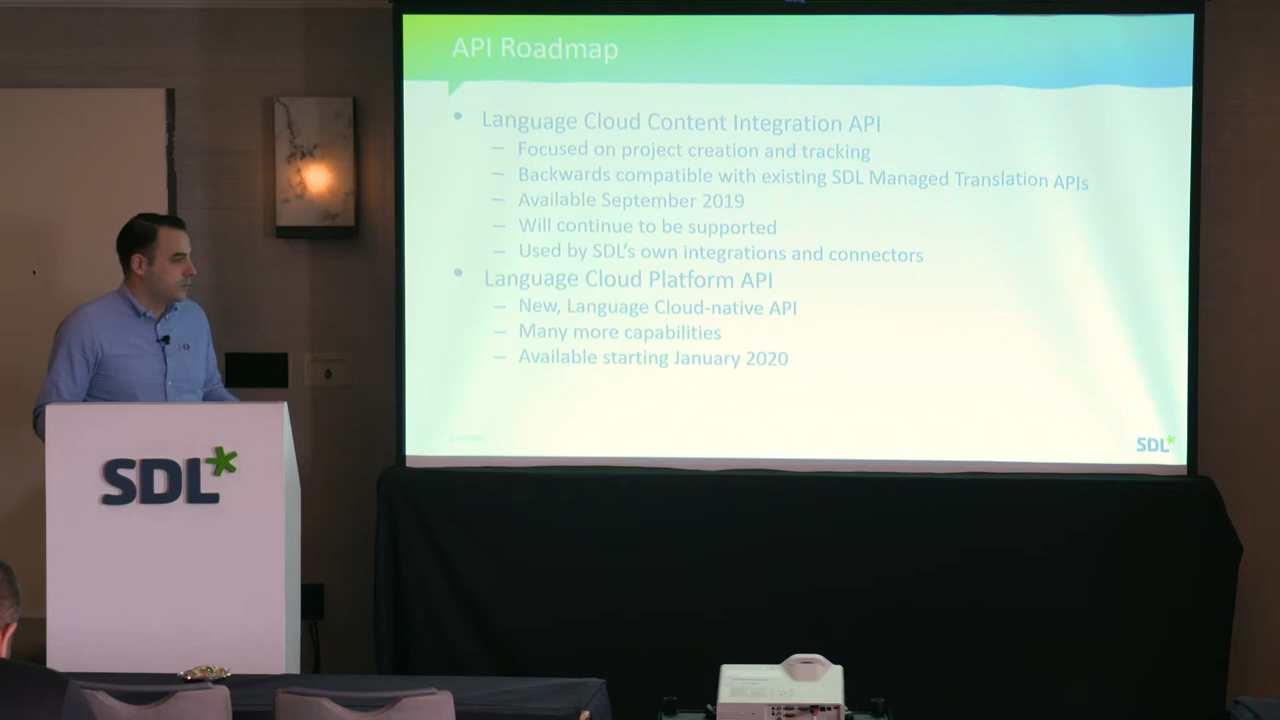 API Roadmap
• Language Cloud Content Integration API
– Focused on project creation and tracking
– Backwards compatible with existing SDL Managed Translation APIs
– Available September 2019
– Will continue to be supported
– Used by SDL's own integrations and connectors
• Language Cloud Platform API
– New, Language Cloud-native API
– Many more capabilities
– Available starting January 2020
SDL*
SDL*